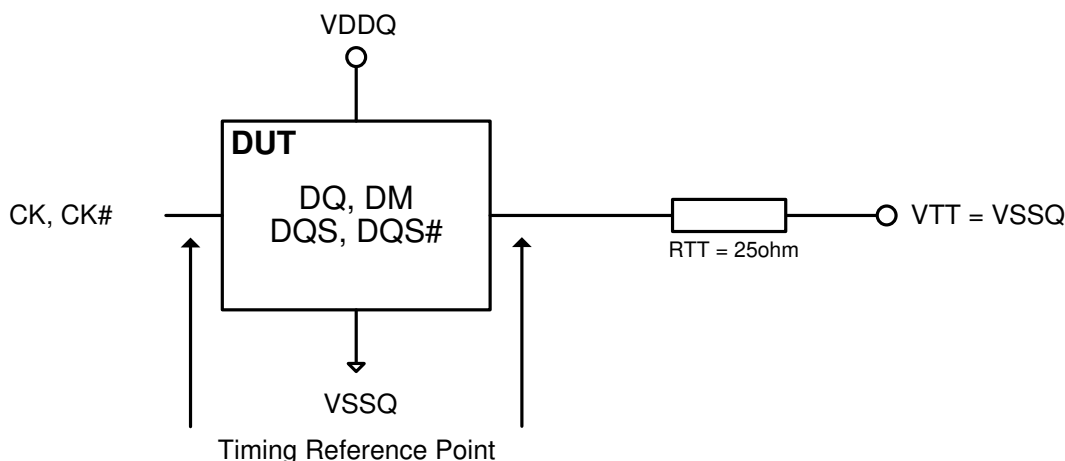 VDDQ
DUT
DQ, DM
DQS, DQS#
CK, CK#
VTT = VSSQ
RTT = 25ohm
VSSQ
Timing Reference Point